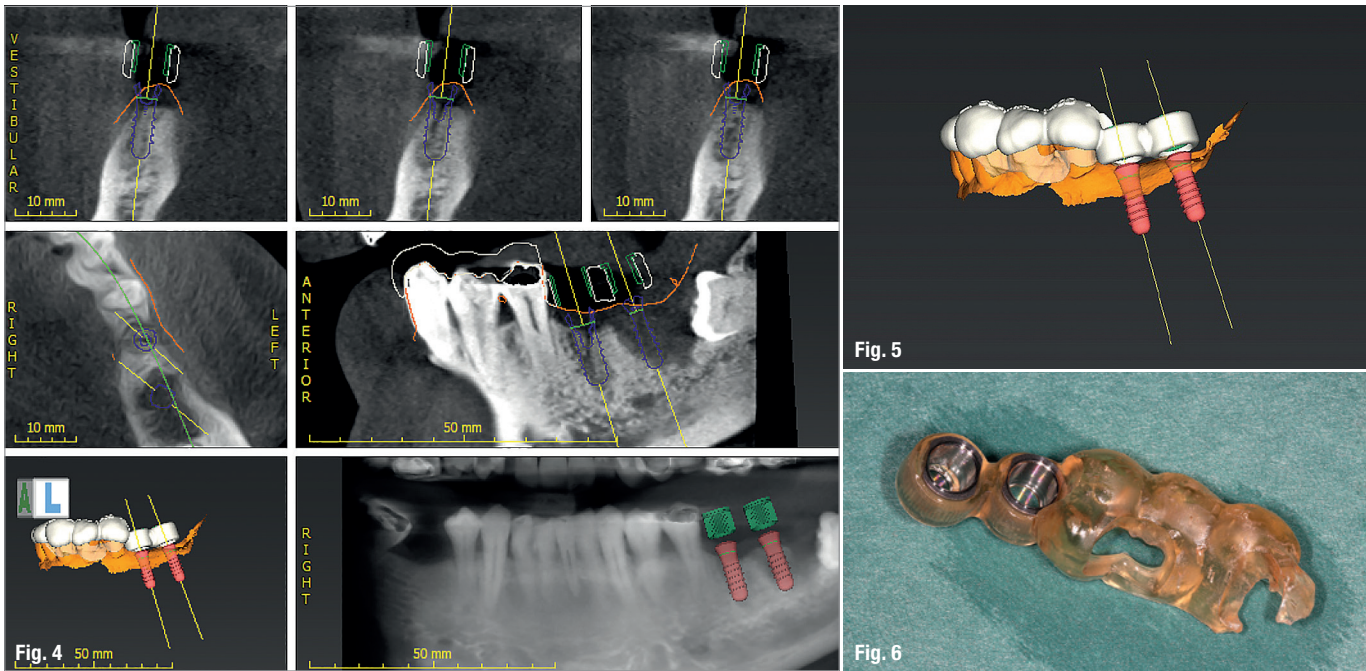 VESTIBULAR
10 mm
10 mm
10 mm
RIGHT
LEFT
10 mm
ANTERIOR
50 mm
A L
Fig. 4
50 mm
RIGHT
50 mm
Fig. 5
Fig. 6